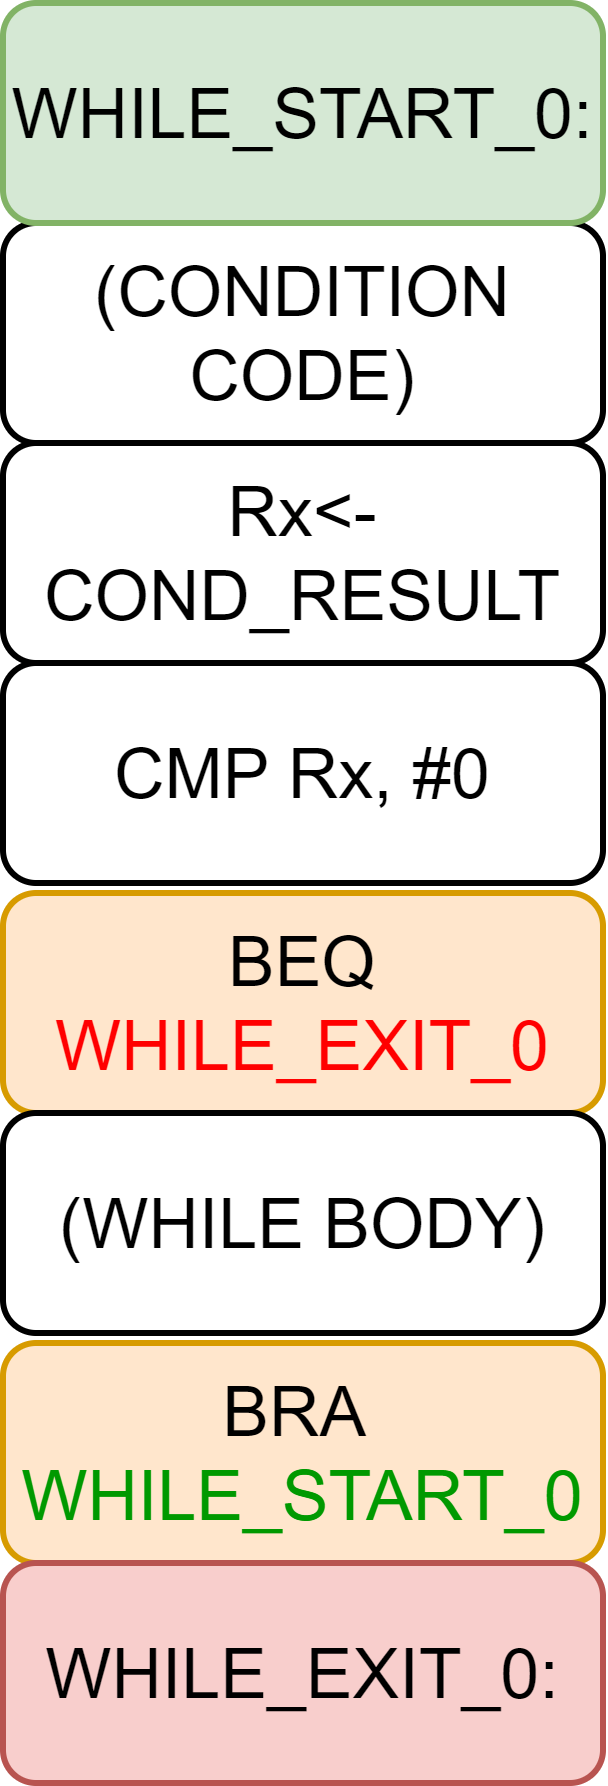 WHILE_START_0:
(CONDITION
CODE)
Rx<-
COND_RESULT
CMP Rx, #0
BEQ
WHILE_EXIT_0
(WHILE BODY)
BRA
WHILE_START_0
WHILE_EXIT_0: